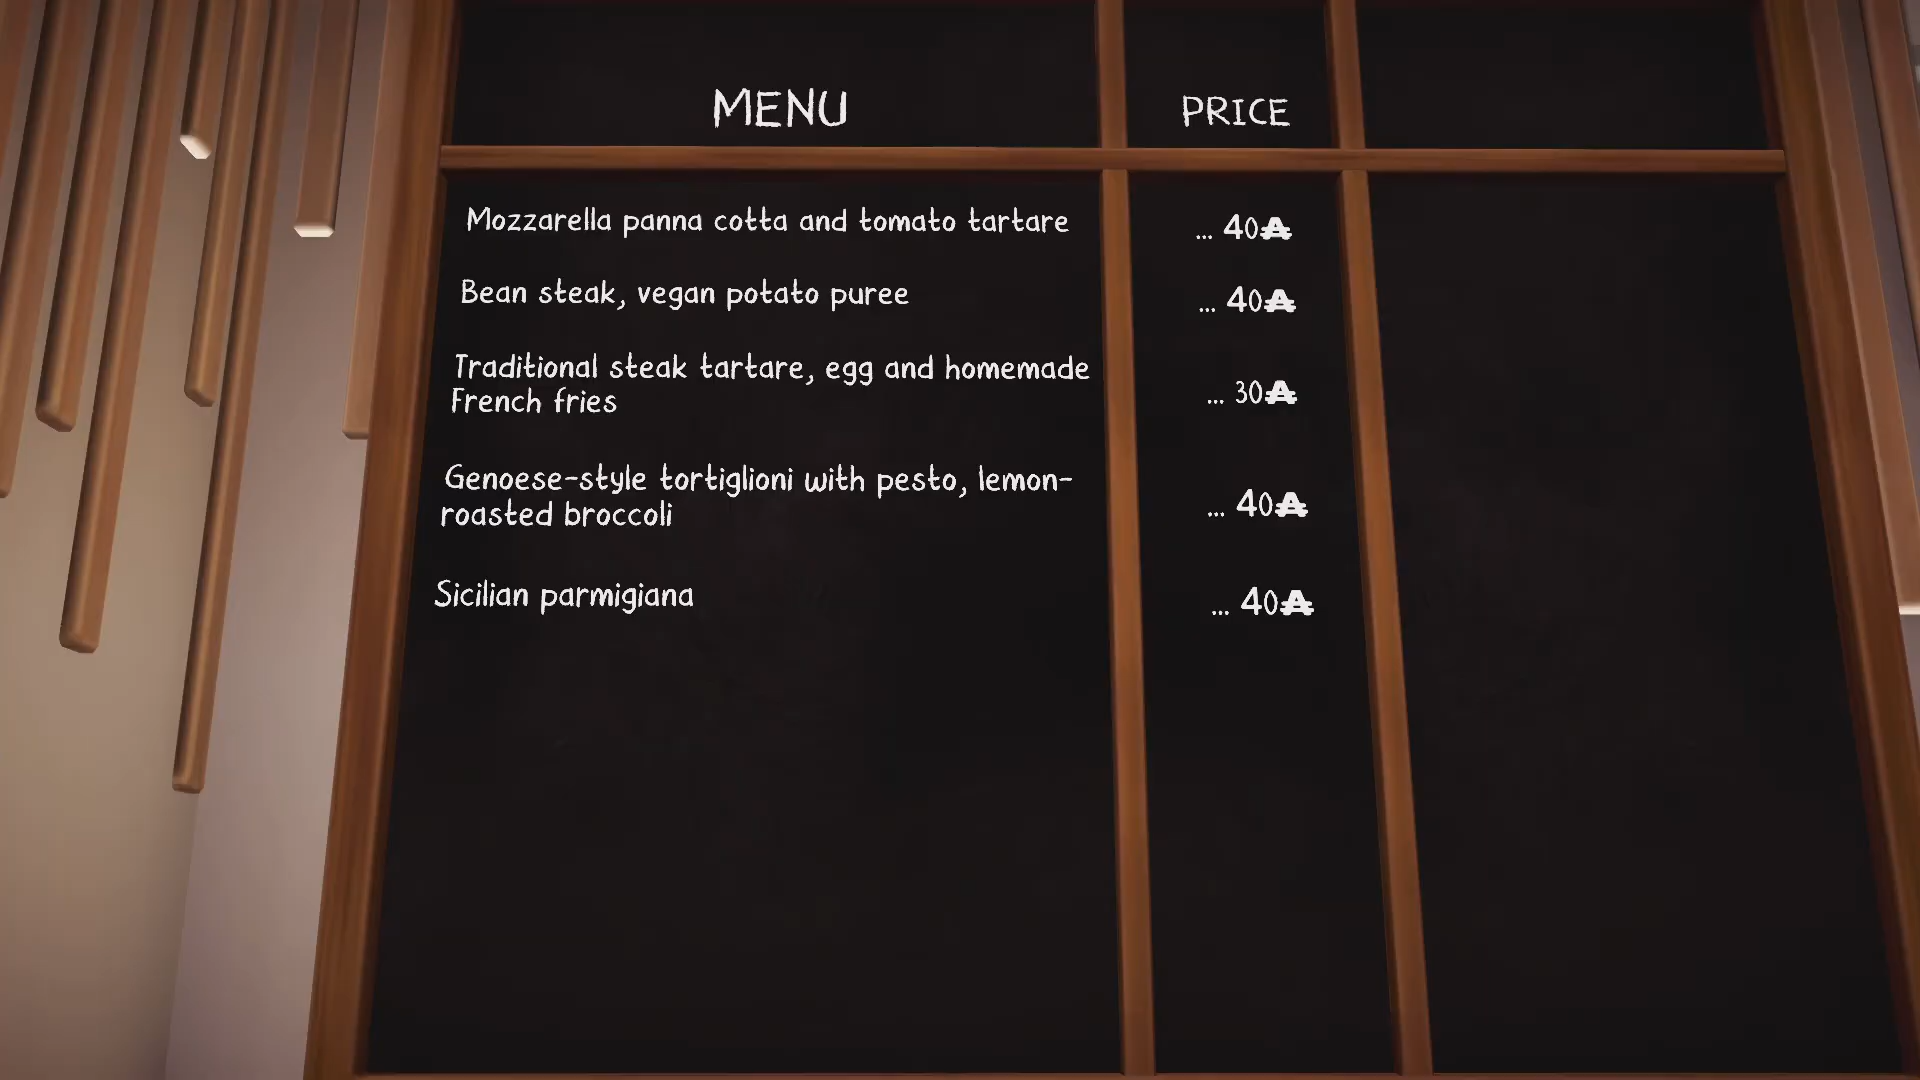 MENU PRICE
Mozzarella panna cotta and tomato tartare ... 40₳
Bean steak, vegan potato puree ... 40₳
Traditional steak tartare, egg and homemade
French fries ... 30₳
Genoese-style tortiglioni with pesto, lemon-
roasted broccoli ... 40₳
Sicilian parmigiana ... 40₳